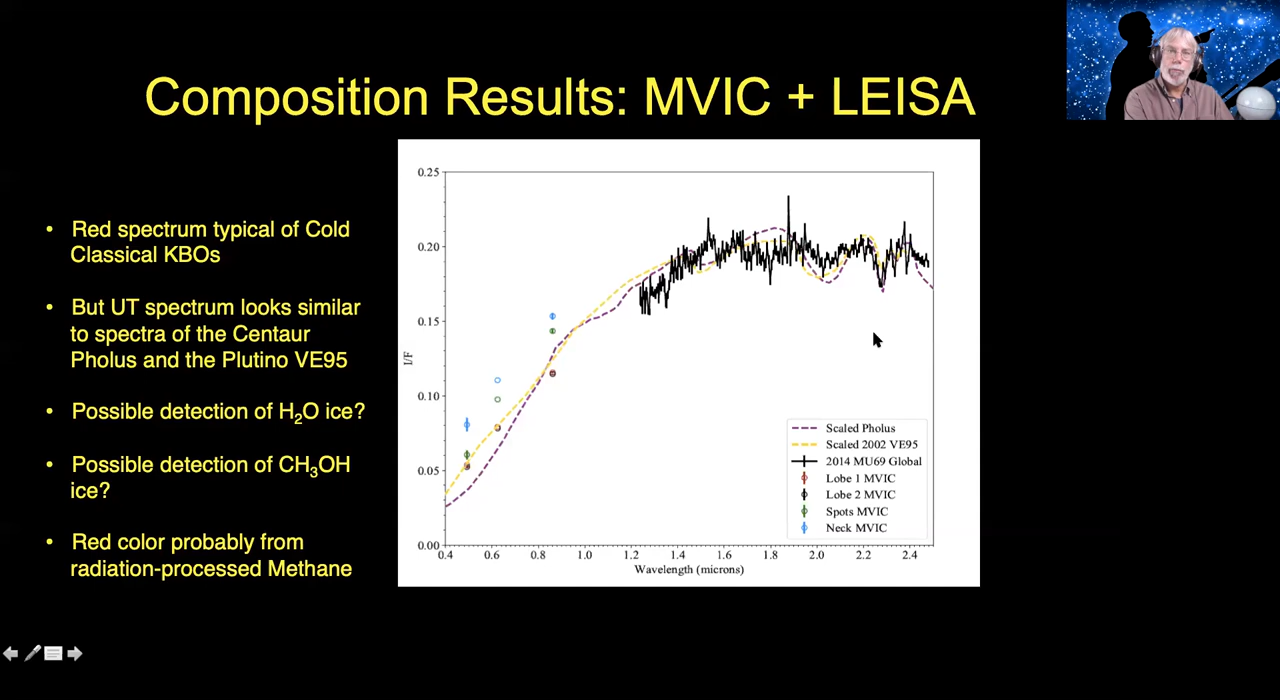 Composition Results: MVIC + LEISA
• Red spectrum typical of Cold
Classical KBOs
• But UT spectrum looks similar
to spectra of the Centaur
Pholus and the Plutino VE95
• Possible detection of H₂O ice?
• Possible detection of CH₃OH
ice?
• Red color probably from
radiation-processed Methane
0.25
0.20
0.15
0.10
0.05
0.00
I/F
0.4 0.6 0.8 1.0 1.2 1.4 1.6 1.8 2.0 2.2 2.4
Wavelength (microns)
Scaled Pholus
Scaled 2002 VE95
2014 MU69 Global
Lobe 1 MVIC
Lobe 2 MVIC
Spots MVIC
Neck MVIC